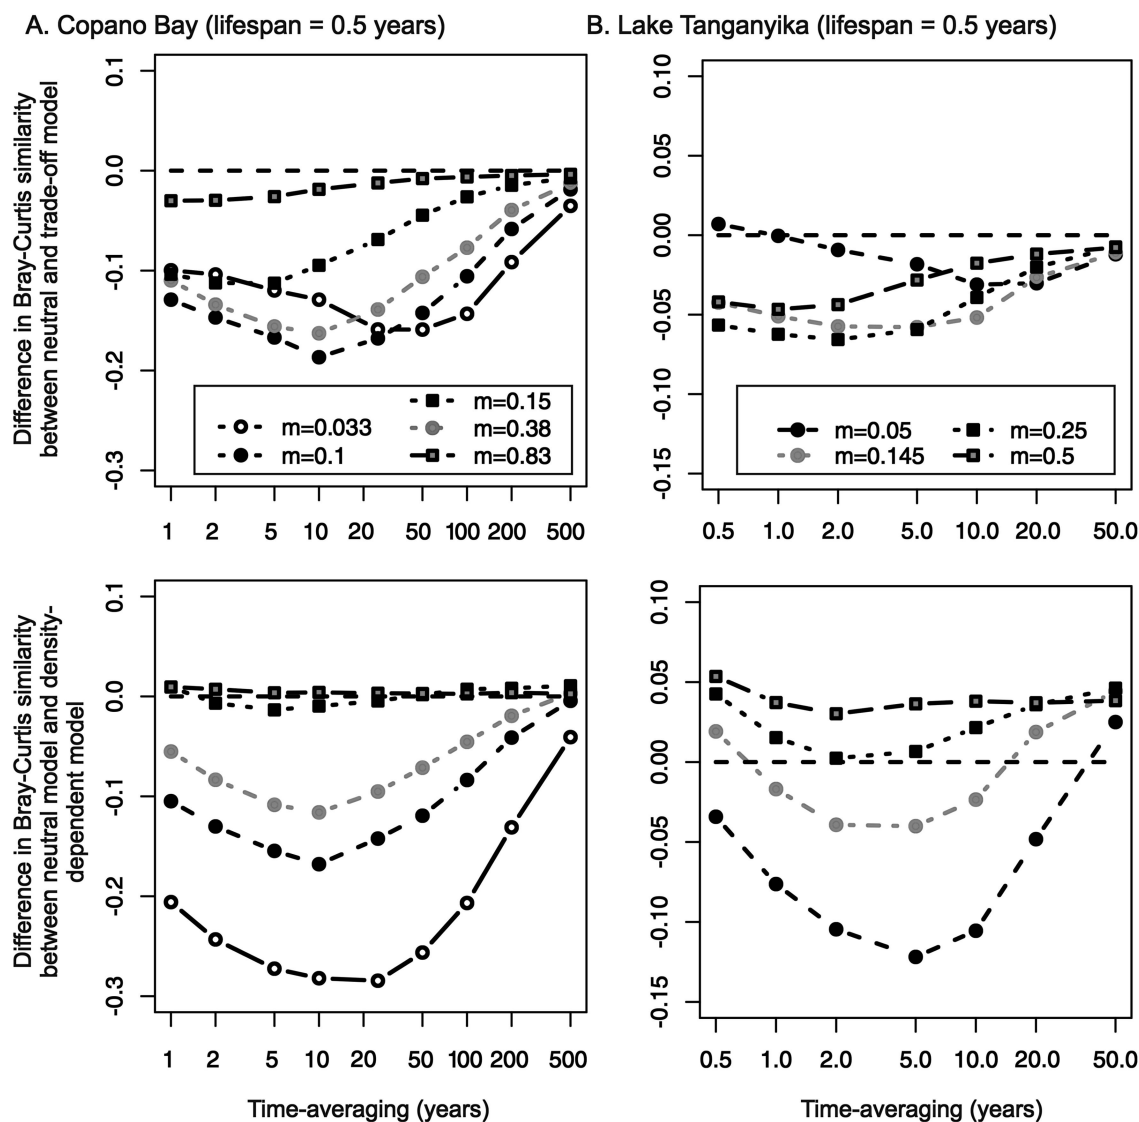 A. Copano Bay (lifespan = 0.5 years)
B. Lake Tanganyika (lifespan = 0.5 years)
Difference in Bray-Curtis similarity
between neutral and trade-off model
0.1
0.0
-0.1
-0.2
-0.3
m=0.033
m=0.1
m=0.15
m=0.38
m=0.83
1 2 5 10 20 50 100 200 500
0.10
0.05
0.00
-0.05
-0.10
-0.15
m=0.05
m=0.145
m=0.25
m=0.5
0.5 1.0 2.0 5.0 10.0 20.0 50.0
Difference in Bray-Curtis similarity
between neutral model and density-
dependent model
0.1
0.0
-0.1
-0.2
-0.3
1 2 5 10 20 50 100 200 500
Time-averaging (years)
0.10
0.05
0.00
-0.05
-0.10
-0.15
0.5 1.0 2.0 5.0 10.0 20.0 50.0
Time-averaging (years)